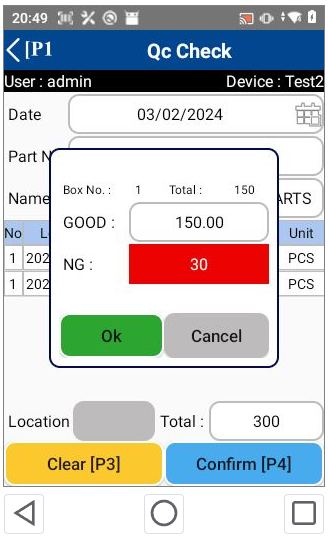 20:49
[P1 Qc Check
User : admin Device : Test2
Date 03/02/2024
Part N
Name ARTS
Box No. : 1 Total : 150
GOOD : 150.00
NG : 30
Ok Cancel
No L Unit
1 202 PCS
1 202 PCS
Location Total : 300
Clear [P3] Confirm [P4]